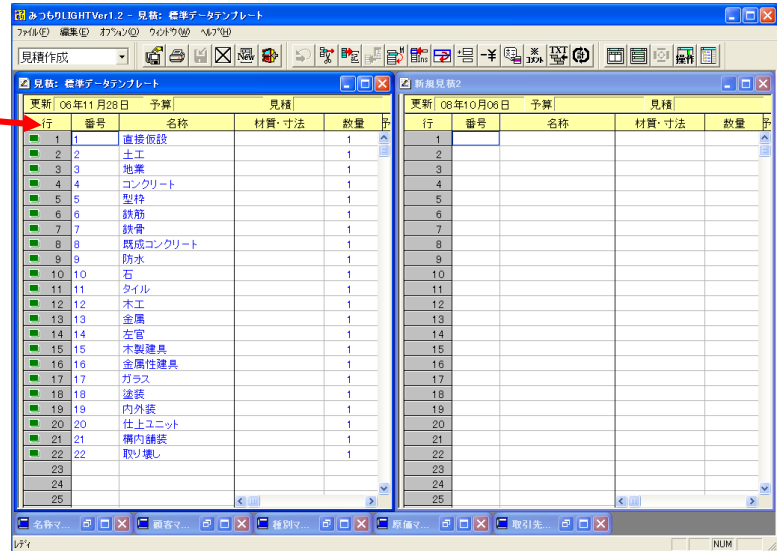 みつもりLIGHTVer1.2 - 見積: 標準データテンプレート
ファイル(F) 編集(E) オプション(O) ウィンドウ(W) ヘルプ(H)
見積作成
見積: 標準データテンプレート
更新 06年11月28日 予算 見積
行 番号 名称 材質・寸法 数量 予
1 1 直接仮設 1
2 2 土工 1
3 3 地業 1
4 4 コンクリート 1
5 5 型枠 1
6 6 鉄筋 1
7 7 鉄骨 1
8 8 既成コンクリート 1
9 9 防水 1
10 10 石 1
11 11 タイル 1
12 12 木工 1
13 13 金属 1
14 14 左官 1
15 15 木製建具 1
16 16 金属性建具 1
17 17 ガラス 1
18 18 塗装 1
19 19 内外装 1
20 20 仕上ユニット 1
21 21 構内舗装 1
22 22 取り壊し 1
23
24
25
新規見積2
更新 08年10月06日 予算 見積
行 番号 名称 材質・寸法 数量 予
1
2
3
4
5
6
7
8
9
10
11
12
13
14
15
16
17
18
19
20
21
22
23
24
25
名称マ... 顧客マ... 種別マ... 原価マ... 取引先...
レディ NUM